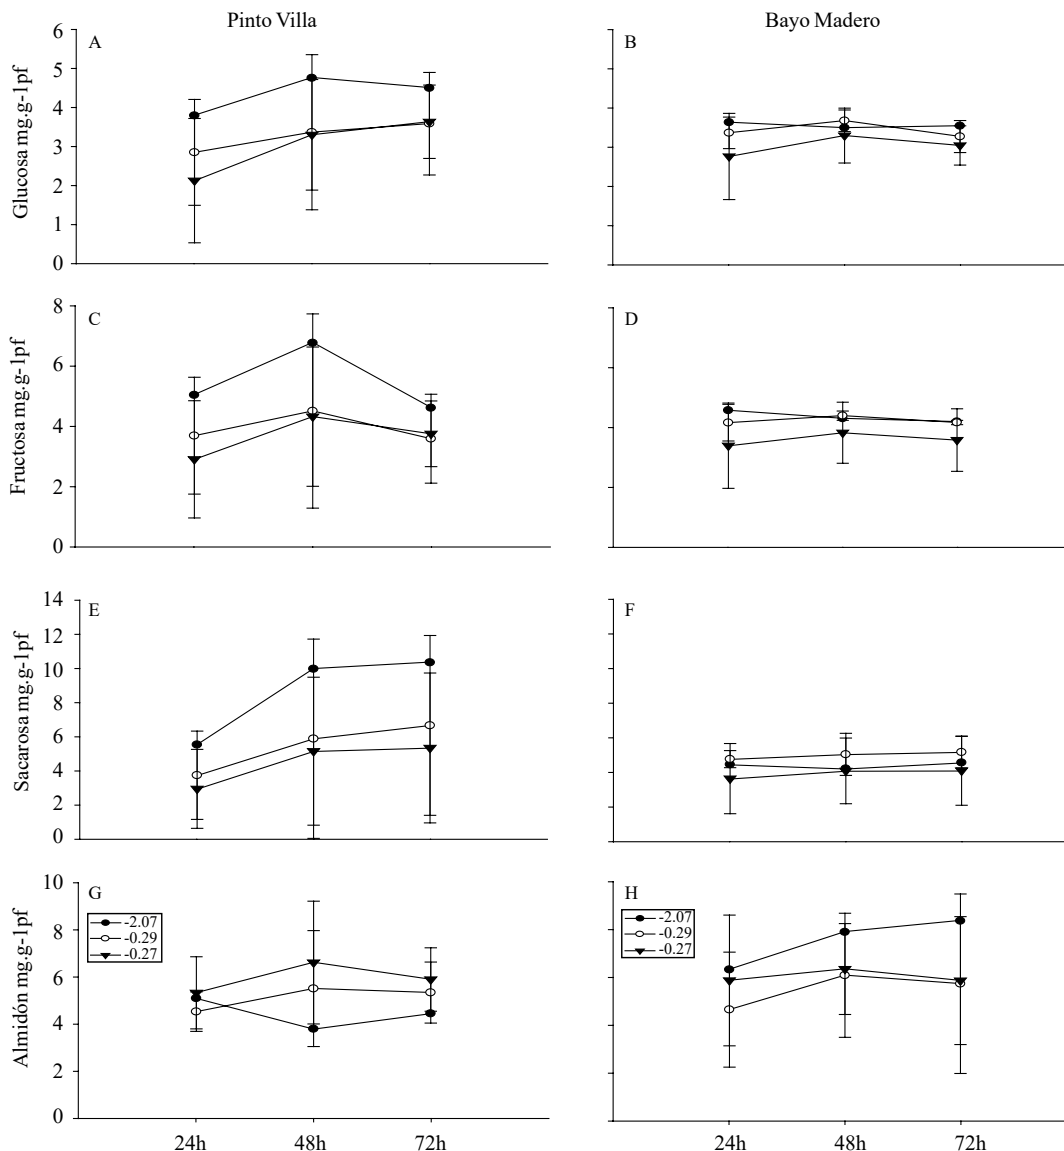 Pinto Villa
Bayo Madero
A
B
Glucosa mg.g-1pf
6
5
4
3
2
1
0
C
D
Fructosa mg.g-1pf
8
6
4
2
0
E
F
Sacarosa mg.g-1pf
14
12
10
8
6
4
2
0
G
H
Almidón mg.g-1pf
10
8
6
4
2
0
-2.07
-0.29
-0.27
-2.07
-0.29
-0.27
24h 48h 72h
24h 48h 72h